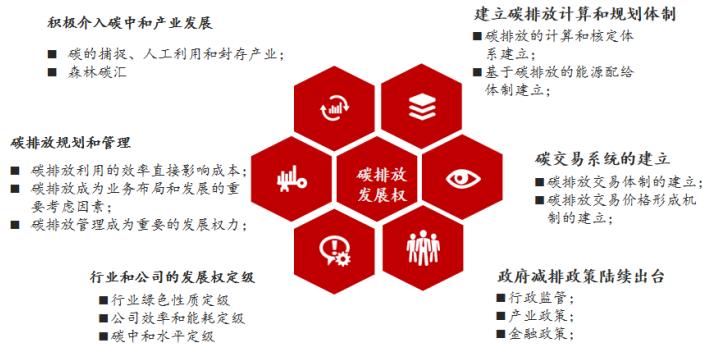 积极介入碳中和产业发展
■ 碳的捕捉、人工利用和封存产业；
■ 森林碳汇
建立碳排放计算和规划体制
■碳排放的计算和核定体
系建立；
■基于碳排放的能源配给
体制建立；
碳排放规划和管理
■ 碳排放利用的效率直接影响成本；
■ 碳排放成为业务布局和发展的重
要考虑因素；
■ 碳排放管理成为重要的发展权力；
碳排放
发展权
碳交易系统的建立
■碳排放交易体制的建立；
■碳排放交易价格形成机
制的建立；
行业和公司的发展权定级
■行业绿色性质定级
■公司效率和能耗定级
■碳中和水平定级
政府减排政策陆续出台
■行政监管；
■产业政策；
■金融政策；